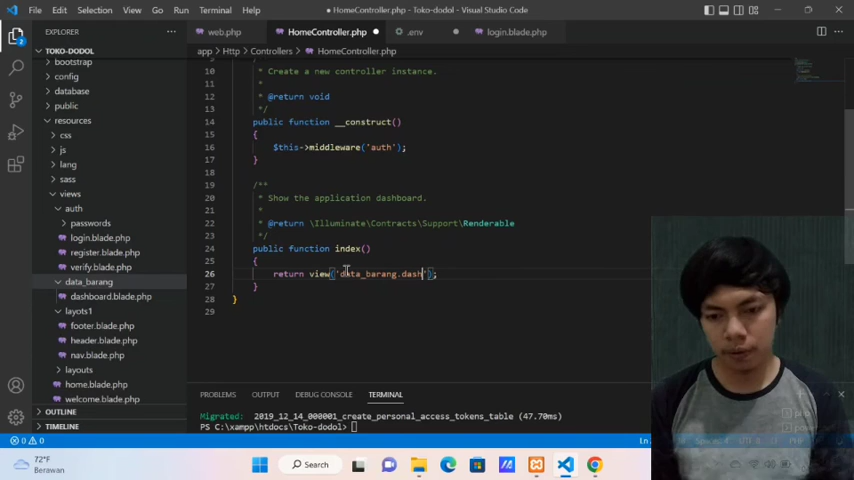 File Edit Selection View Go Run Terminal Help
HomeController.php - Toko-dodol - Visual Studio Code
EXPLORER
web.php HomeController.php .env login.blade.php
TOKO-DODOL
app > Http > Controllers > HomeController.php
bootstrap
config
database
public
resources
css
js
lang
sass
views
auth
passwords
login.blade.php
register.blade.php
verify.blade.php
data_barang
dashboard.blade.php
layots1
footer.blade.php
header.blade.php
nav.blade.php
layouts
home.blade.php
welcome.blade.php
OUTLINE
TIMELINE
10 * Create a new controller instance.
11 *
12 * @return void
13 */
14 public function __construct()
15 {
16 $this->middleware('auth');
17 }
18
19 /**
20 * Show the application dashboard.
21 *
22 * @return \Illuminate\Contracts\Support\Renderable
23 */
24 public function index()
25 {
26 return view('data_barang.dash');
27 }
28 }
29
PROBLEMS OUTPUT DEBUG CONSOLE TERMINAL
Migrated: 2019_12_14_000001_create_personal_access_tokens_table (47.70ms)
PS C:\xampp\htdocs\Toko-dodol>
php
0 0
72°F
Berawan
Search